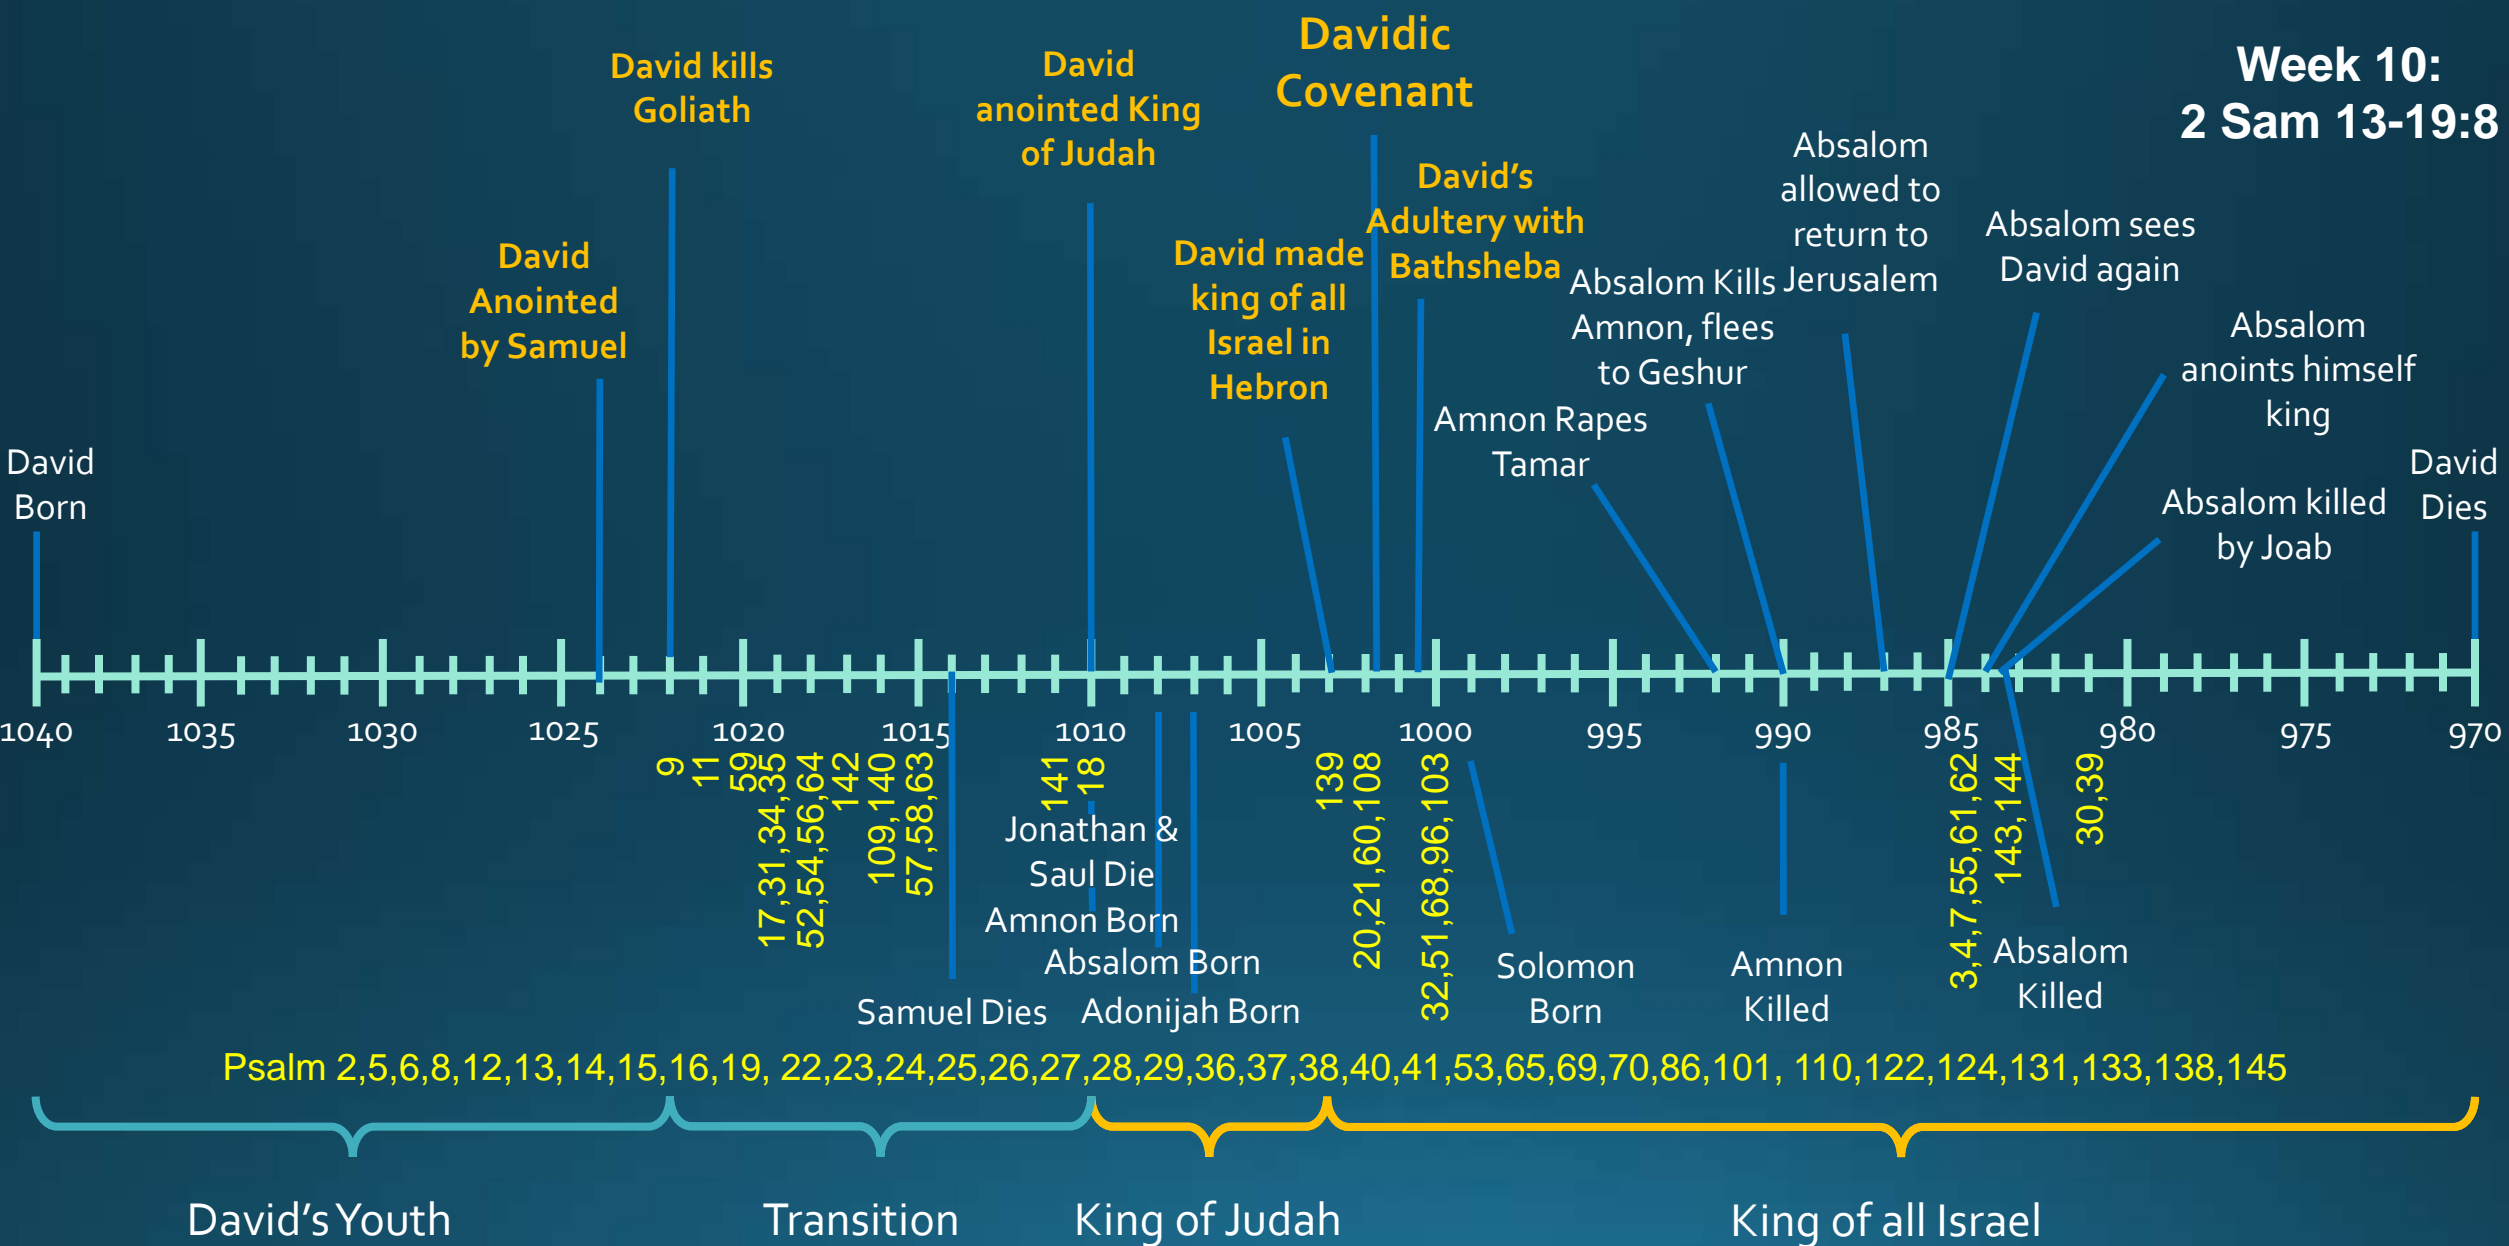 Week 10:
2 Sam 13-19:8
David
Born
David
Anointed
by Samuel
David kills
Goliath
David
anointed King
of Judah
David made
king of all
Israel in
Hebron
Davidic
Covenant
David's
Adultery with
Bathsheba
Amnon Rapes
Tamar
Absalom Kills
Amnon, flees
to Geshur
Absalom
allowed to
return to
Jerusalem
Absalom sees
David again
Absalom
anoints himself
king
Absalom killed
by Joab
David
Dies
1040
1035
1030
1025
1020
1015
1010
1005
1000
995
990
985
980
975
970
9
11
59
17,31,34,35
52,54,56,64
142
109,140
57,58,63
141
18
139
20,21,60,108
32,51,68,96,103
3,4,7,55,61,62
143,144
30,39
Samuel Dies
Jonathan &
Saul Die
Amnon Born
Absalom Born
Adonijah Born
Solomon
Born
Amnon
Killed
Absalom
Killed
Psalm 2,5,6,8,12,13,14,15,16,19, 22,23,24,25,26,27,28,29,36,37,38,40,41,53,65,69,70,86,101, 110,122,124,131,133,138,145
David's Youth
Transition
King of Judah
King of all Israel